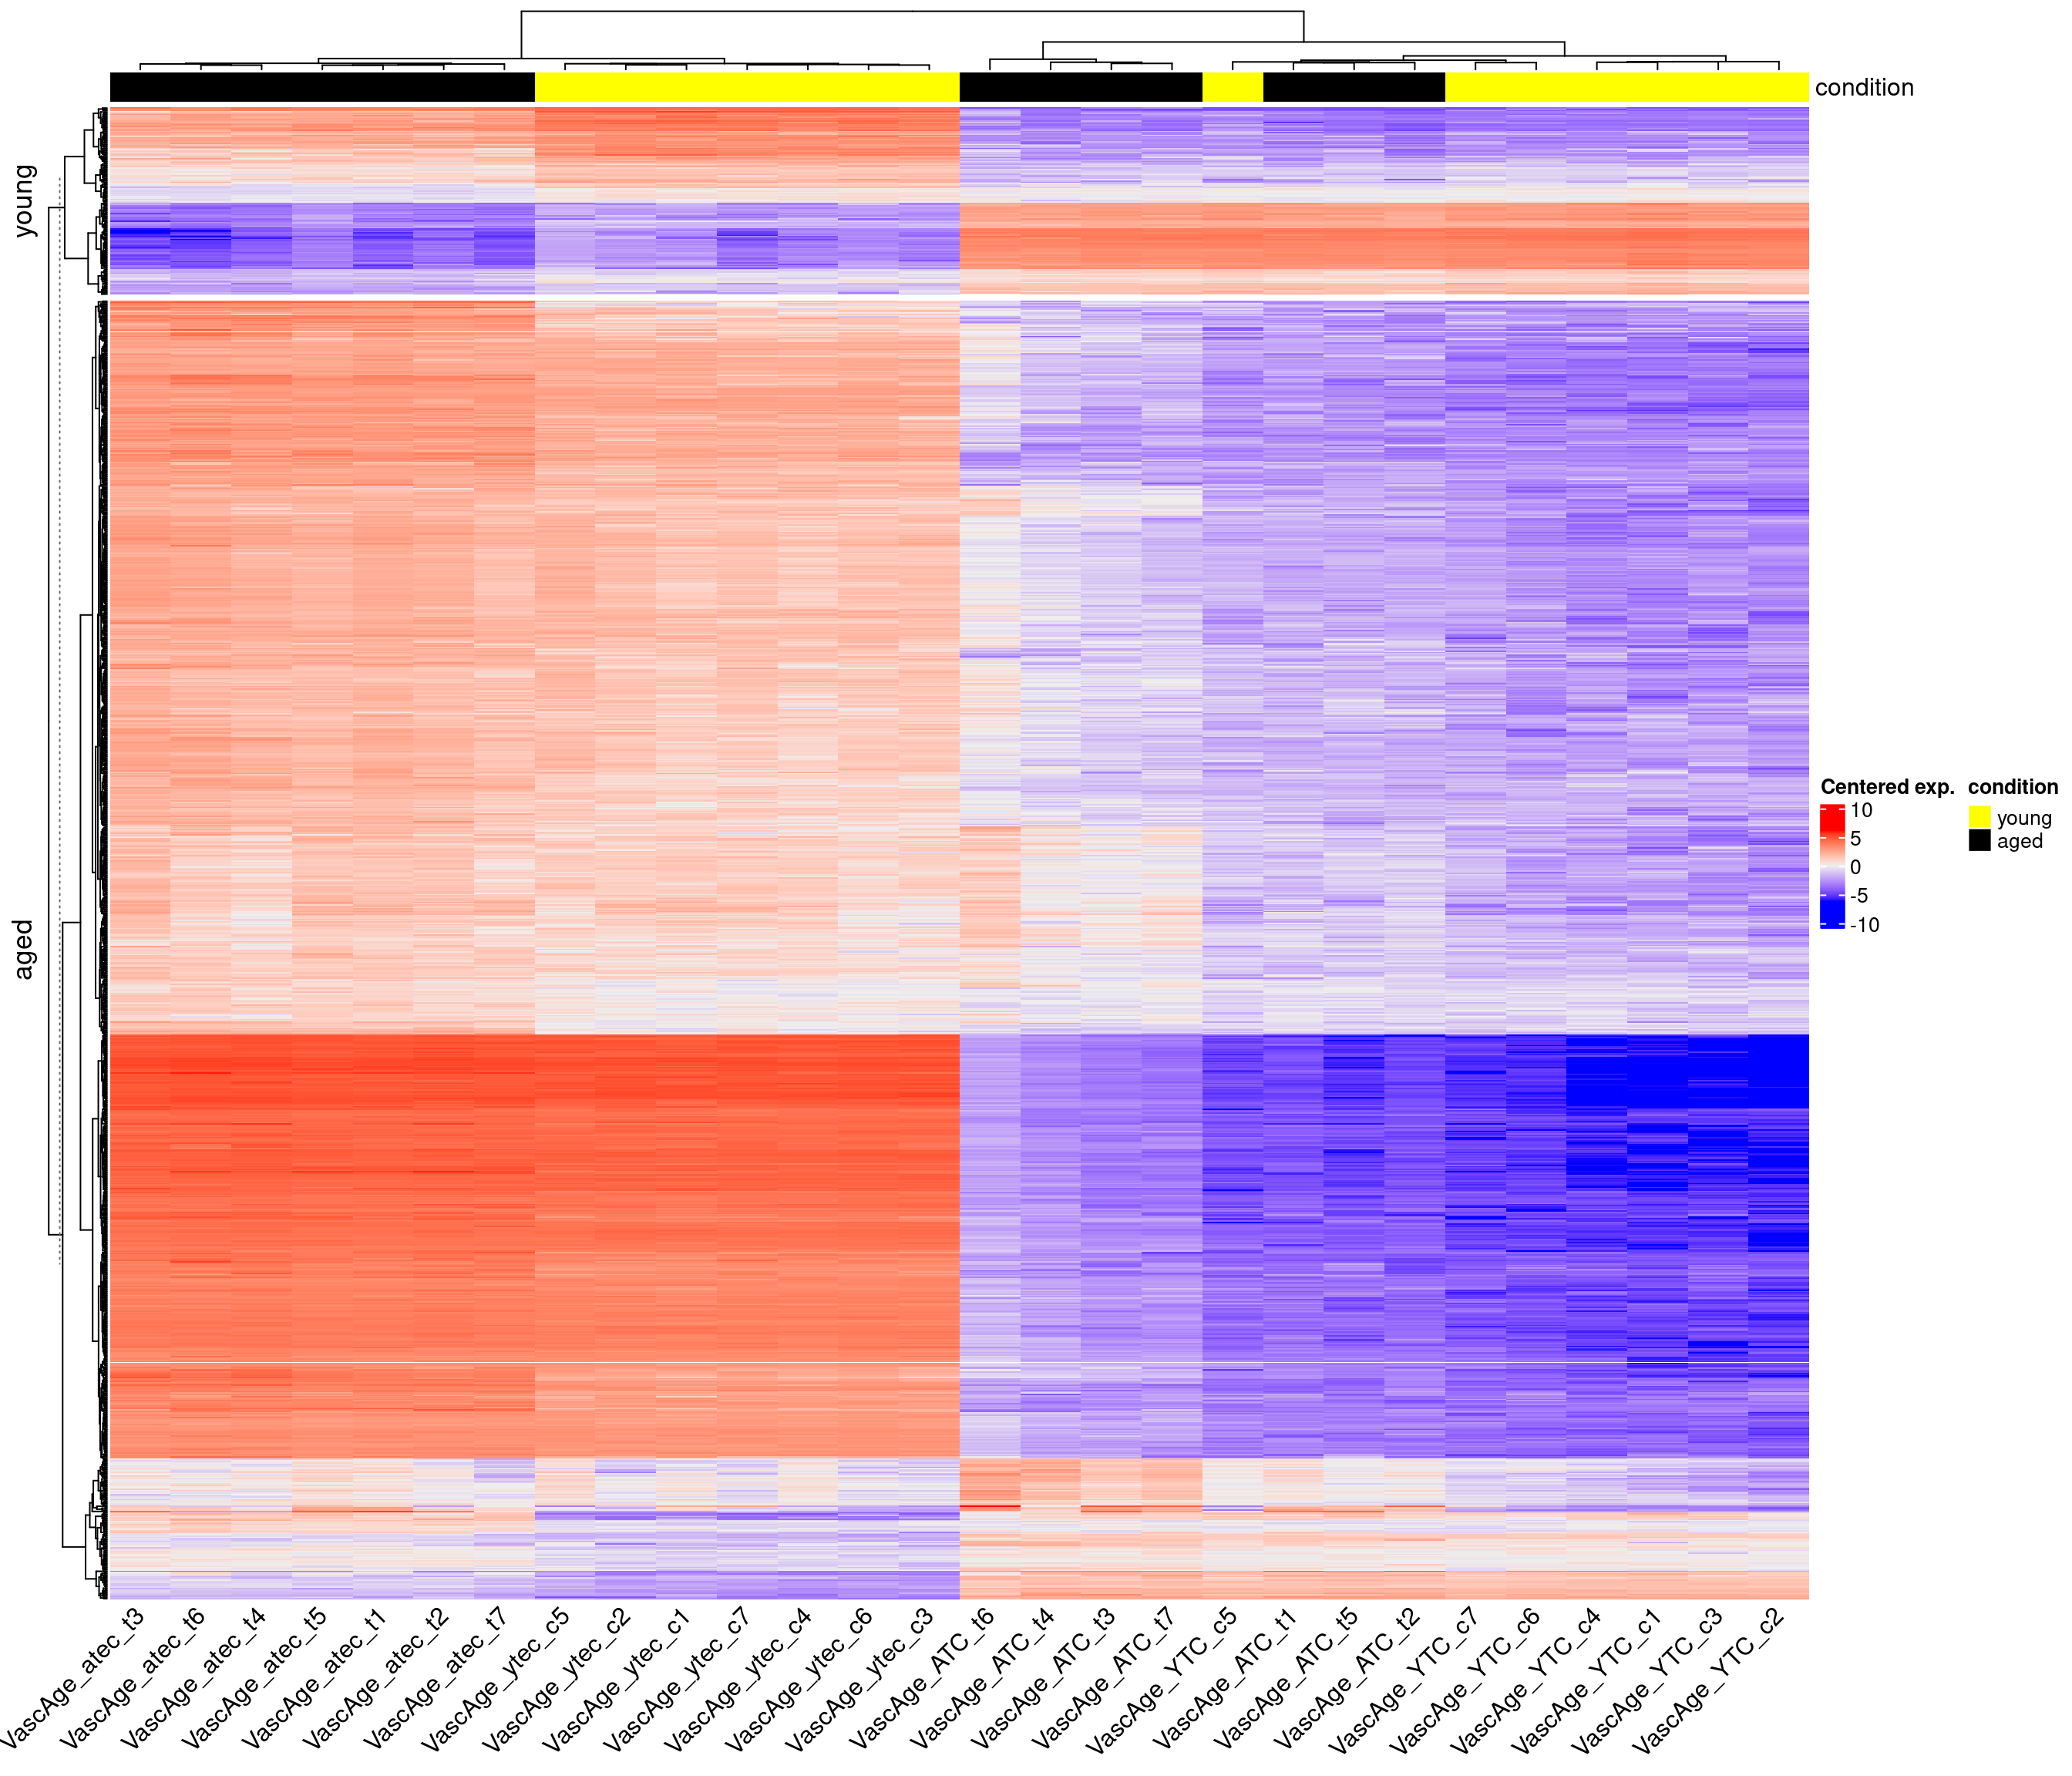 condition
young
aged
Centered exp.
10
5
0
-5
-10
condition
young
aged
VascAge_atec_t3
VascAge_atec_t6
VascAge_atec_t4
VascAge_atec_t5
VascAge_atec_t1
VascAge_atec_t2
VascAge_atec_t7
VascAge_ytec_c5
VascAge_ytec_c2
VascAge_ytec_c1
VascAge_ytec_c7
VascAge_ytec_c4
VascAge_ytec_c6
VascAge_ytec_c3
VascAge_ATC_t6
VascAge_ATC_t4
VascAge_ATC_t3
VascAge_ATC_t7
VascAge_YTC_c5
VascAge_ATC_t1
VascAge_ATC_t5
VascAge_ATC_t2
VascAge_YTC_c7
VascAge_YTC_c6
VascAge_YTC_c4
VascAge_YTC_c1
VascAge_YTC_c3
VascAge_YTC_c2